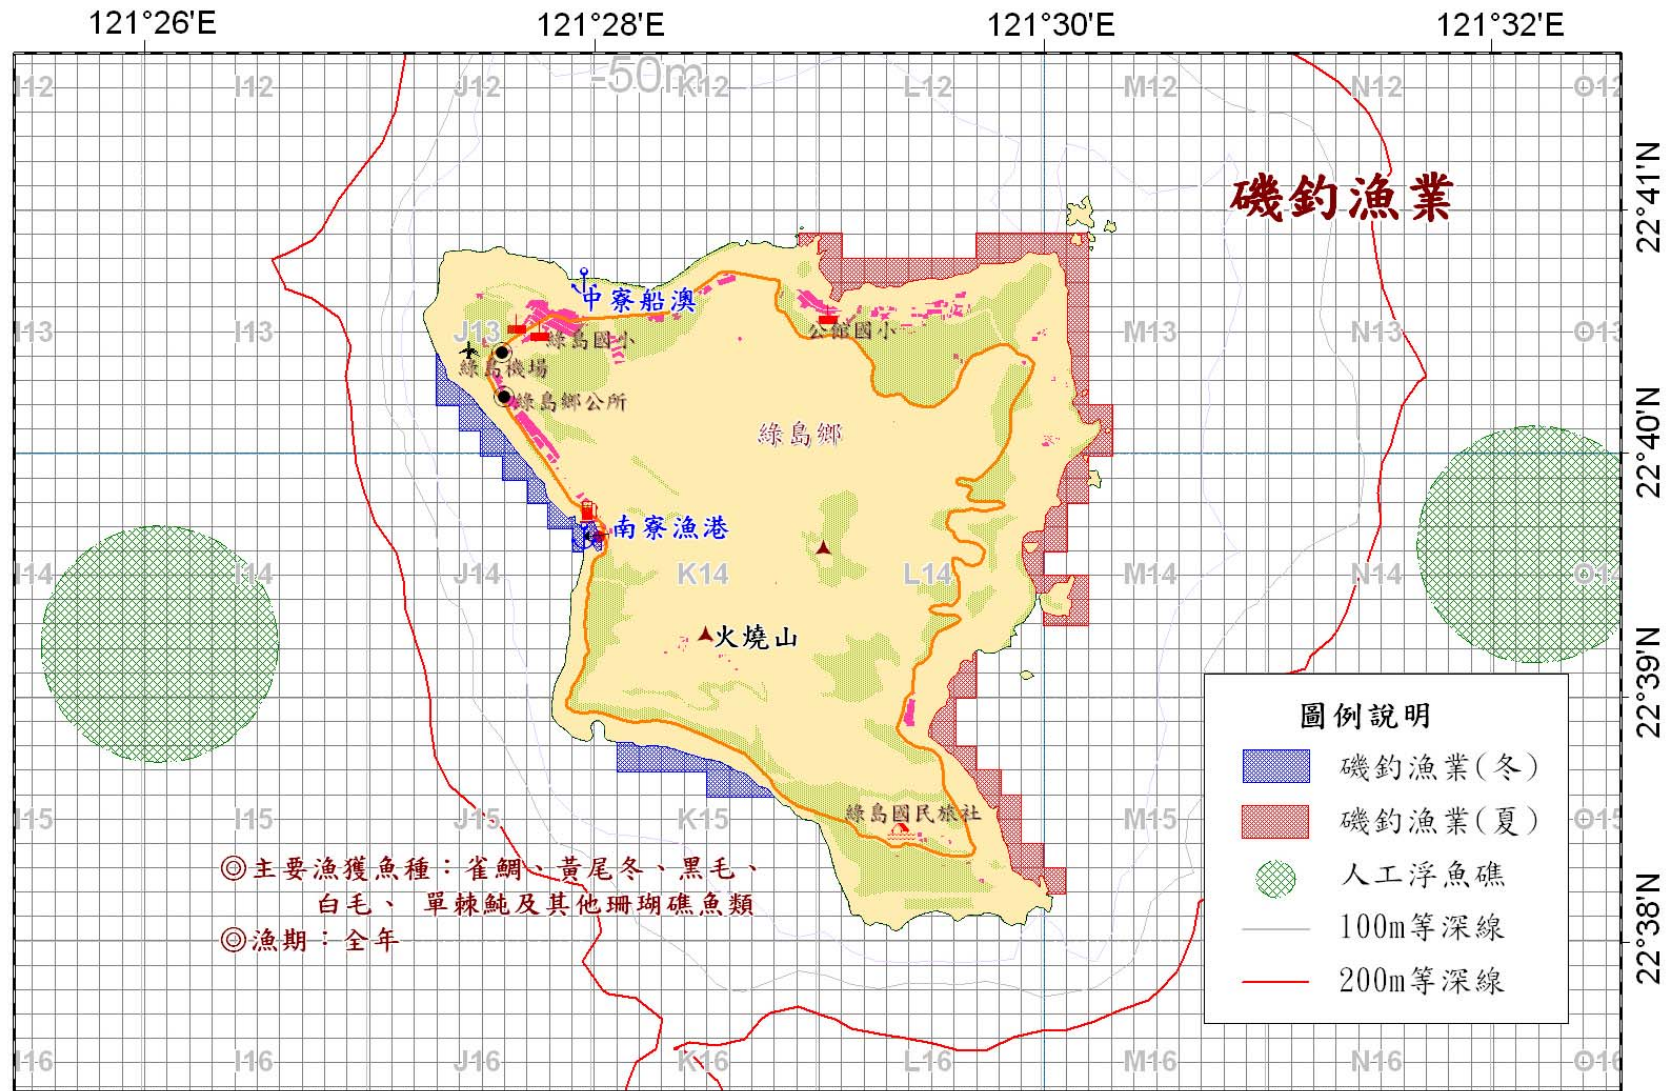 121°26'E 121°28'E 121°30'E 121°32'E
I12 I12 J12 -50m K12 L12 M12 N12 O12
22°41'N
磯釣漁業
中寮船澳
I13 I13 J13 綠島國小 公館國小 M13 N13 O13
綠島機場
綠島鄉公所
綠島鄉
22°40'N
南寮漁港
I14 I14 J14 K14 L14 M14 N14 O14
火燒山
22°39'N
圖例說明
磯釣漁業(冬)
磯釣漁業(夏)
人工浮魚礁
100m等深線
200m等深線
綠島國民旅社
I15 I15 J15 K15 M15 O15
◎主要漁獲魚種：雀鯛、黃尾冬、黑毛、
白毛、 單棘魨及其他珊瑚礁魚類
◎漁期：全年
22°38'N
I16 I16 J16 K16 L16 M16 N16 O16